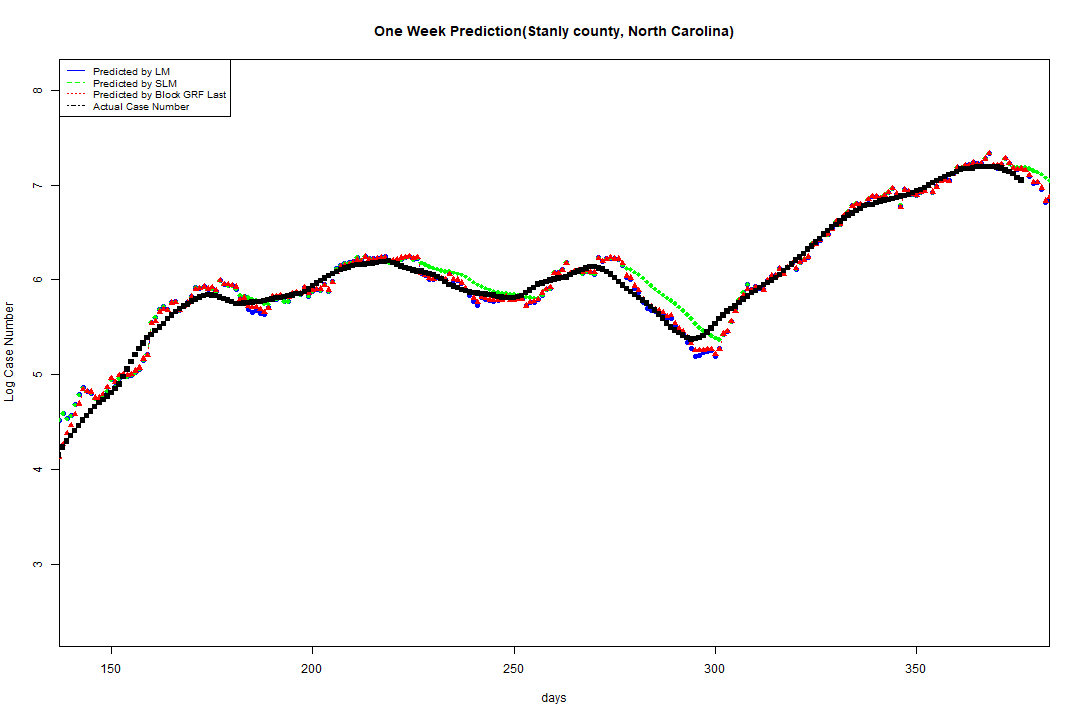 One Week Prediction(Stanly county, North Carolina)
Predicted by LM
Predicted by SLM
Predicted by Block GRF Last
Actual Case Number
8
7
6
5
4
3
Log Case Number
150 200 250 300 350
days